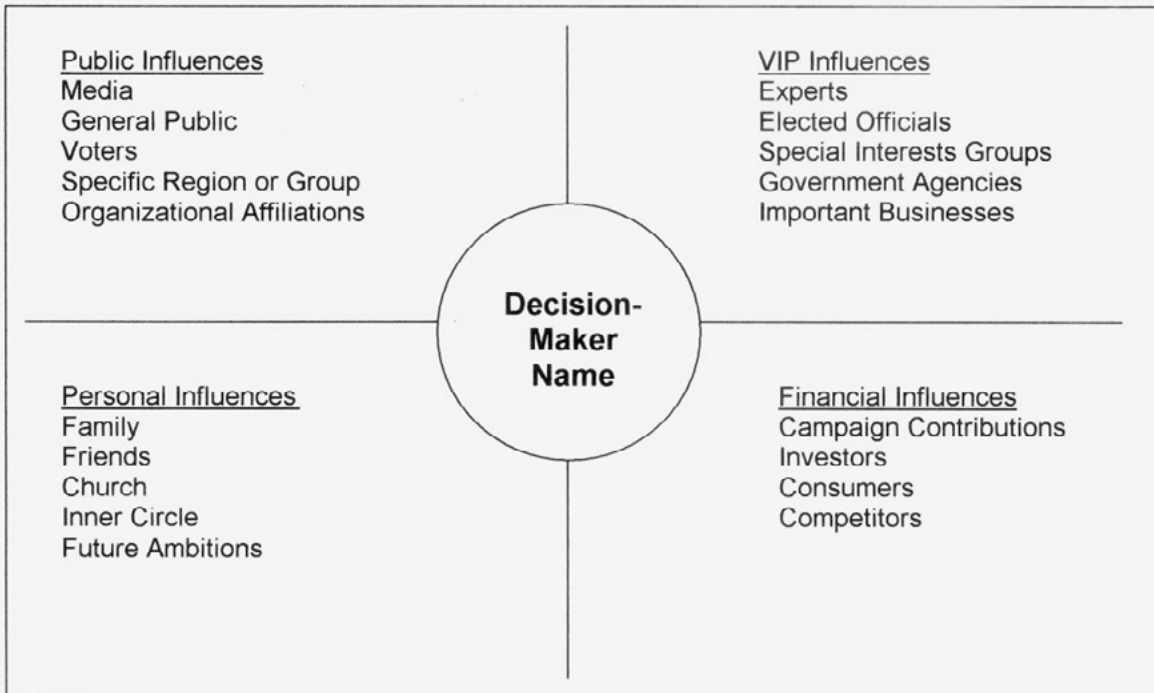 Public Influences
Media
General Public
Voters
Specific Region or Group
Organizational Affiliations
VIP Influences
Experts
Elected Officials
Special Interests Groups
Government Agencies
Important Businesses
Decision-
Maker
Name
Personal Influences
Family
Friends
Church
Inner Circle
Future Ambitions
Financial Influences
Campaign Contributions
Investors
Consumers
Competitors